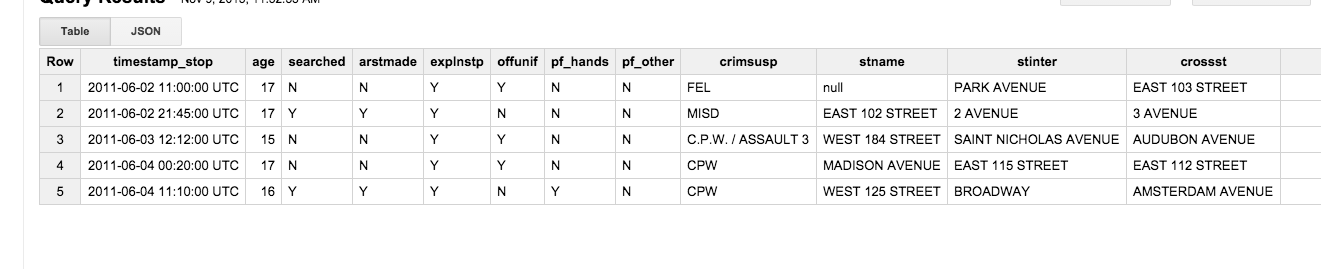 Query Results Nov 9, 2015, 11:52:53 AM
Table JSON
Row timestamp_stop age searched arstmade explnstp offunif pf_hands pf_other crimsusp stname stinter crossst
1 2011-06-02 11:00:00 UTC 17 N N Y Y N N FEL null PARK AVENUE EAST 103 STREET
2 2011-06-02 21:45:00 UTC 17 Y Y Y N N N MISD EAST 102 STREET 2 AVENUE 3 AVENUE
3 2011-06-03 12:12:00 UTC 15 N N Y Y N N C.P.W. / ASSAULT 3 WEST 184 STREET SAINT NICHOLAS AVENUE AUDUBON AVENUE
4 2011-06-04 00:20:00 UTC 17 N N Y Y N N CPW MADISON AVENUE EAST 115 STREET EAST 112 STREET
5 2011-06-04 11:10:00 UTC 16 Y Y Y N Y N CPW WEST 125 STREET BROADWAY AMSTERDAM AVENUE